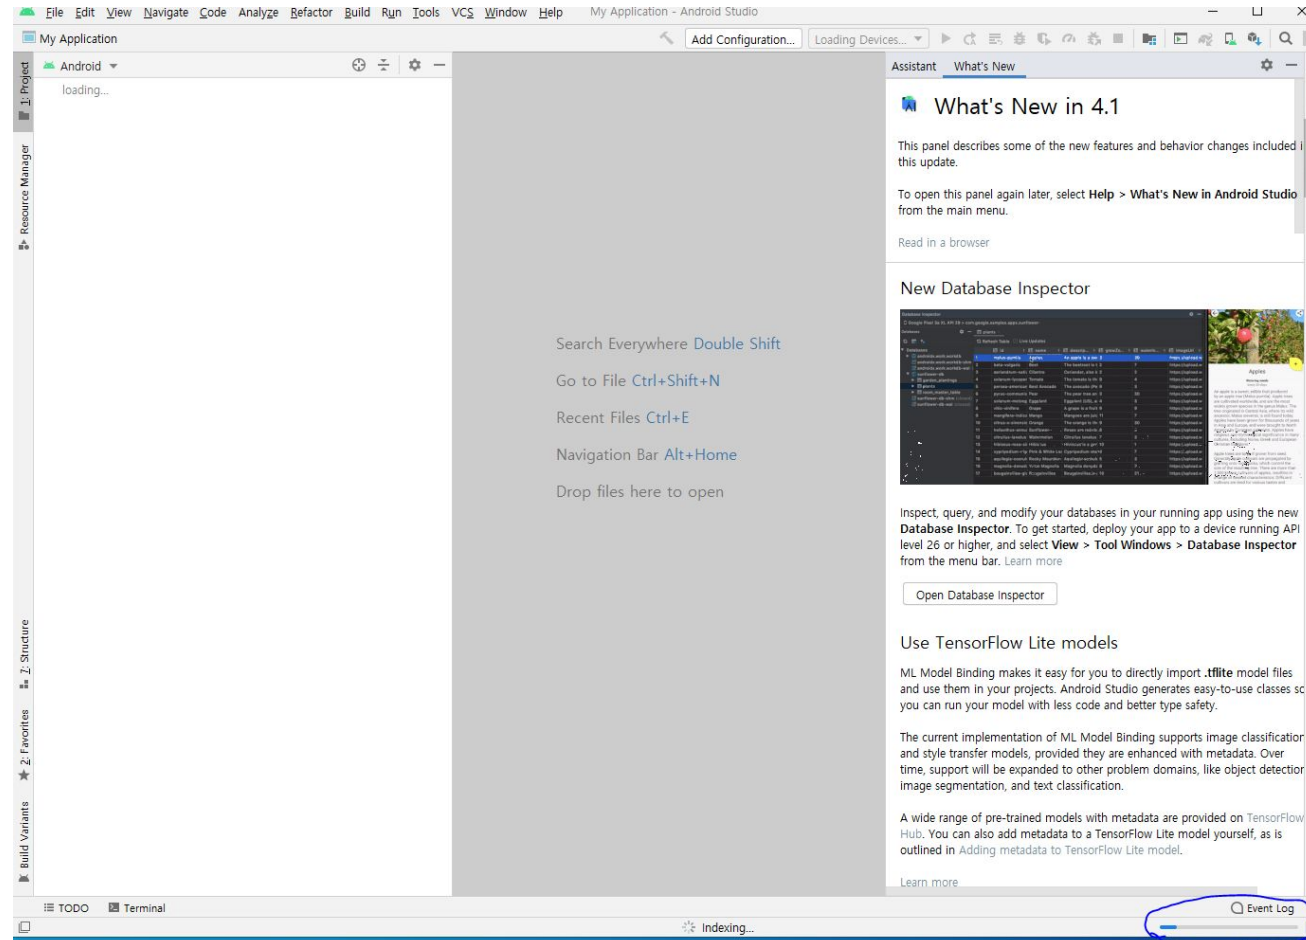 File Edit View Navigate Code Analyze Refactor Build Run Tools VCS Window Help My Application - Android Studio
My Application
Add Configuration...
Loading Devices...
1: Project
Resource Manager
7: Structure
2: Favorites
Build Variants
Android
loading...
Search Everywhere Double Shift
Go to File Ctrl+Shift+N
Recent Files Ctrl+E
Navigation Bar Alt+Home
Drop files here to open
Assistant What's New
What's New in 4.1
This panel describes some of the new features and behavior changes included i
this update.
To open this panel again later, select Help > What's New in Android Studio
from the main menu.
Read in a browser
New Database Inspector
Apples
Inspect, query, and modify your databases in your running app using the new
Database Inspector. To get started, deploy your app to a device running API
level 26 or higher, and select View > Tool Windows > Database Inspector
from the menu bar. Learn more
Open Database Inspector
Use TensorFlow Lite models
ML Model Binding makes it easy for you to directly import .tflite model files
and use them in your projects. Android Studio generates easy-to-use classes so
you can run your model with less code and better type safety.
The current implementation of ML Model Binding supports image classification
and style transfer models, provided they are enhanced with metadata. Over
time, support will be expanded to other problem domains, like object detection
image segmentation, and text classification.
A wide range of pre-trained models with metadata are provided on TensorFlow
Hub. You can also add metadata to a TensorFlow Lite model yourself, as is
outlined in Adding metadata to TensorFlow Lite model.
Learn more
TODO Terminal
Event Log
Indexing...